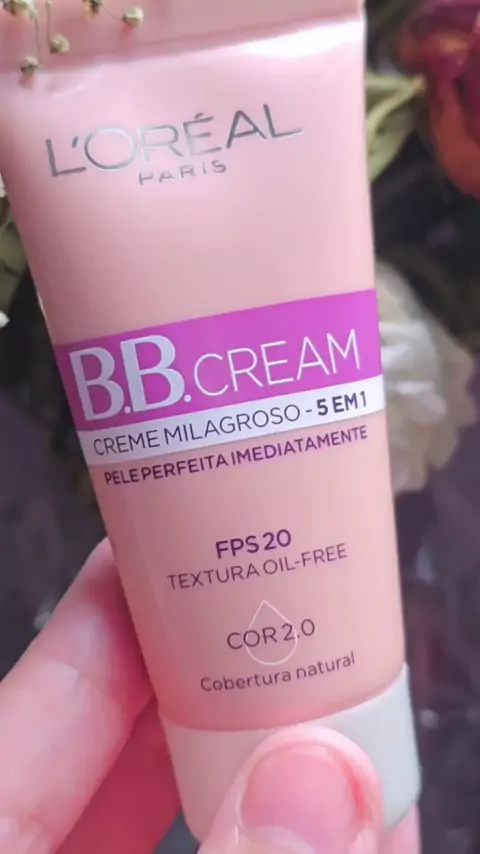 L'ORÉAL
PARIS
B.B. CREAM
CREME MILAGROSO - 5 EM 1
PELE PERFEITA IMEDIATAMENTE
FPS 20
TEXTURA OIL-FREE
COR 2.0
Cobertura natural